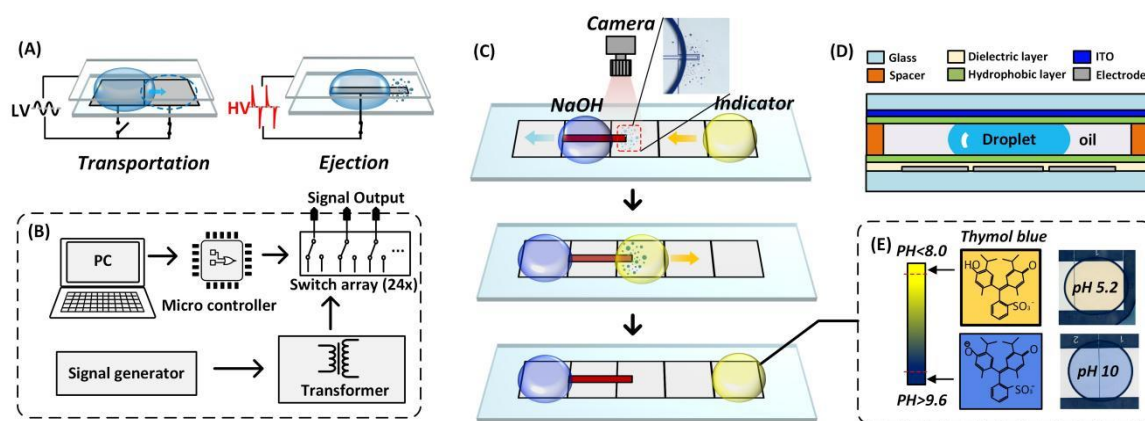 (A)
LV
HV
Transportation
Ejection
(B)
Signal Output
PC
Micro controller
Switch array (24x)
...
Signal generator
Transformer
(C)
Camera
NaOH
Indicator
(D)
Glass
Dielectric layer
ITO
Spacer
Hydrophobic layer
Electrode
Droplet
oil
(E)
PH<8.0
Thymol blue
HO
O
SO₃⁻
pH 5.2
PH>9.6
O
O
SO₃⁻
2
1
pH 10